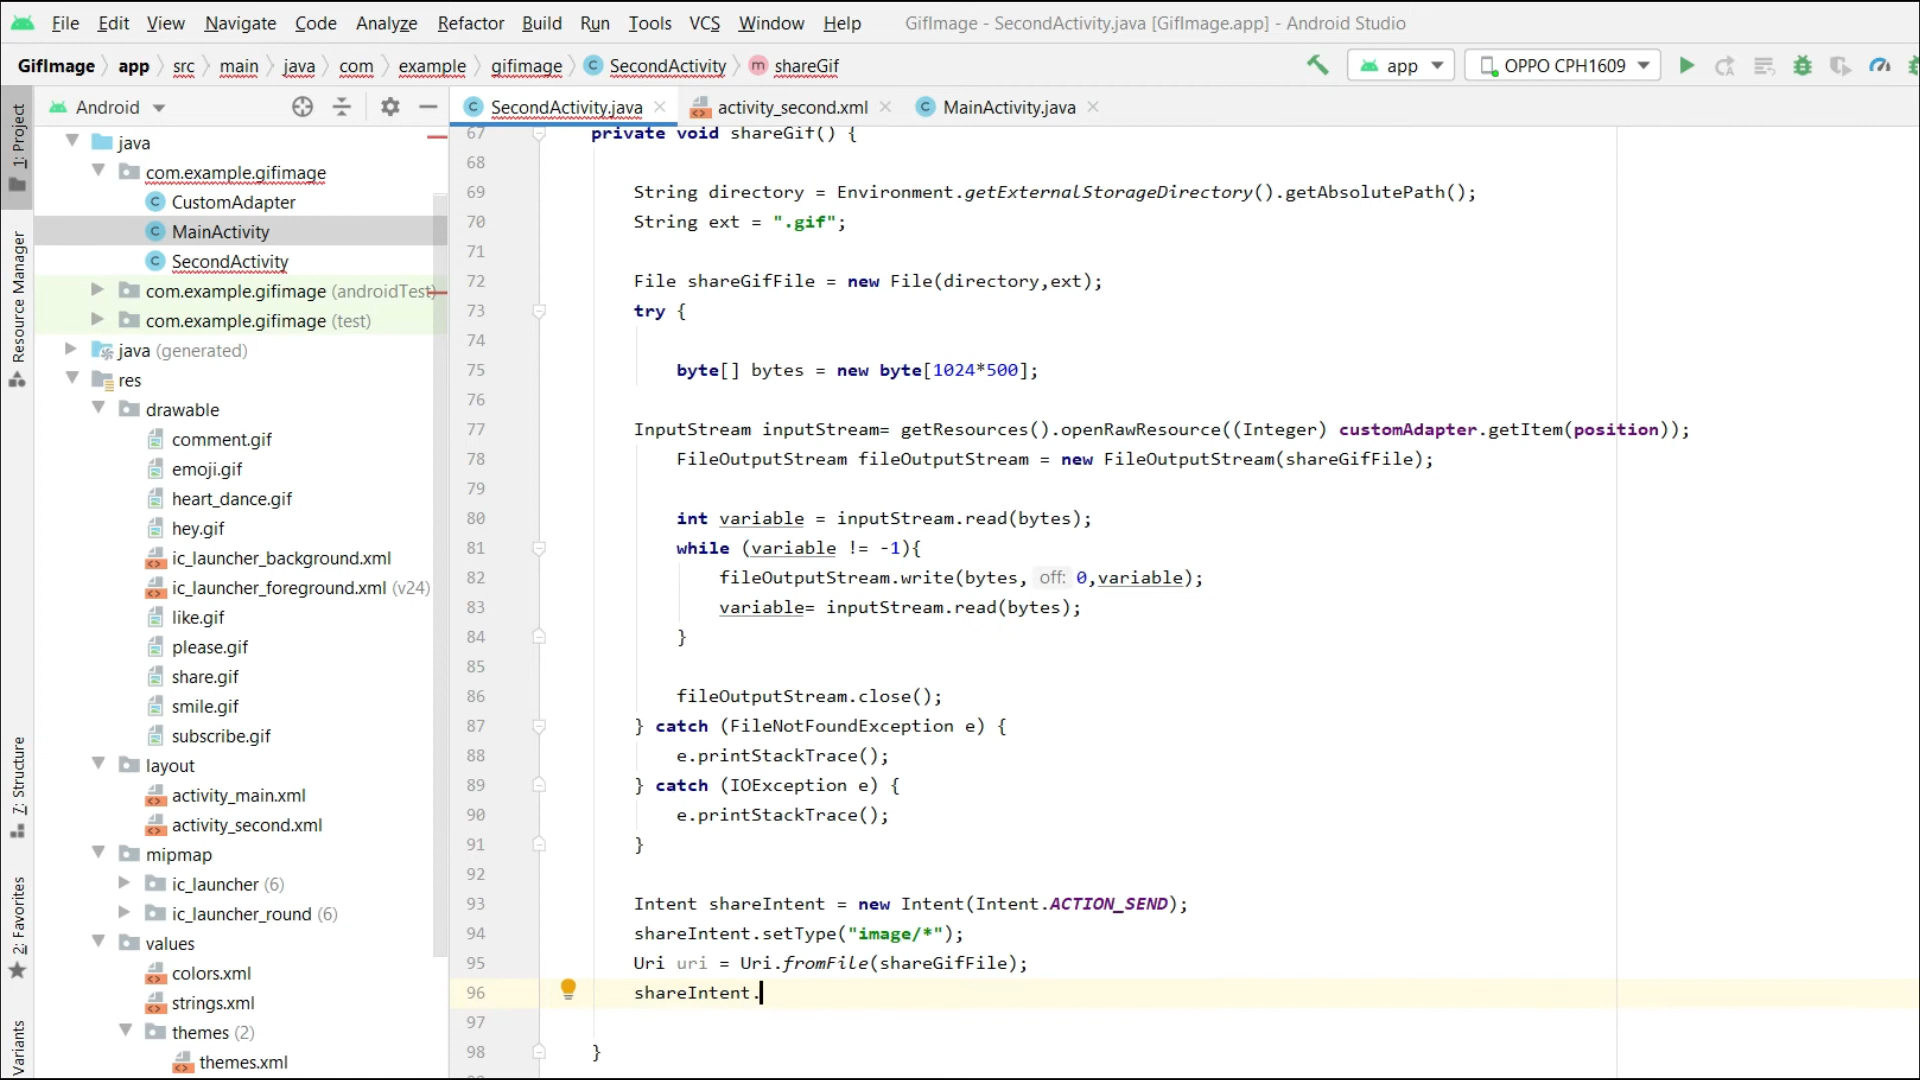 File Edit View Navigate Code Analyze Refactor Build Run Tools VCS Window Help GifImage - SecondActivity.java [GifImage.app] - Android Studio
GifImage app src main java com example gifimage SecondActivity shareGif app OPPO CPH1609
Android SecondActivity.java activity_second.xml MainActivity.java
1: Project
Resource Manager
7: Structure
2: Favorites
Variants
java
com.example.gifimage
CustomAdapter
MainActivity
SecondActivity
com.example.gifimage (androidTest)
com.example.gifimage (test)
java (generated)
res
drawable
comment.gif
emoji.gif
heart_dance.gif
hey.gif
ic_launcher_background.xml
ic_launcher_foreground.xml (v24)
like.gif
please.gif
share.gif
smile.gif
subscribe.gif
layout
activity_main.xml
activity_second.xml
mipmap
ic_launcher (6)
ic_launcher_round (6)
values
colors.xml
strings.xml
themes (2)
themes.xml
67 private void shareGif() {
68
69 String directory = Environment.getExternalStorageDirectory().getAbsolutePath();
70 String ext = ".gif";
71
72 File shareGifFile = new File(directory,ext);
73 try {
74
75 byte[] bytes = new byte[1024*500];
76
77 InputStream inputStream= getResources().openRawResource((Integer) customAdapter.getItem(position));
78 FileOutputStream fileOutputStream = new FileOutputStream(shareGifFile);
79
80 int variable = inputStream.read(bytes);
81 while (variable != -1){
82 fileOutputStream.write(bytes, off: 0,variable);
83 variable= inputStream.read(bytes);
84 }
85
86 fileOutputStream.close();
87 } catch (FileNotFoundException e) {
88 e.printStackTrace();
89 } catch (IOException e) {
90 e.printStackTrace();
91 }
92
93 Intent shareIntent = new Intent(Intent.ACTION_SEND);
94 shareIntent.setType("image/*");
95 Uri uri = Uri.fromFile(shareGifFile);
96 shareIntent.
97
98 }